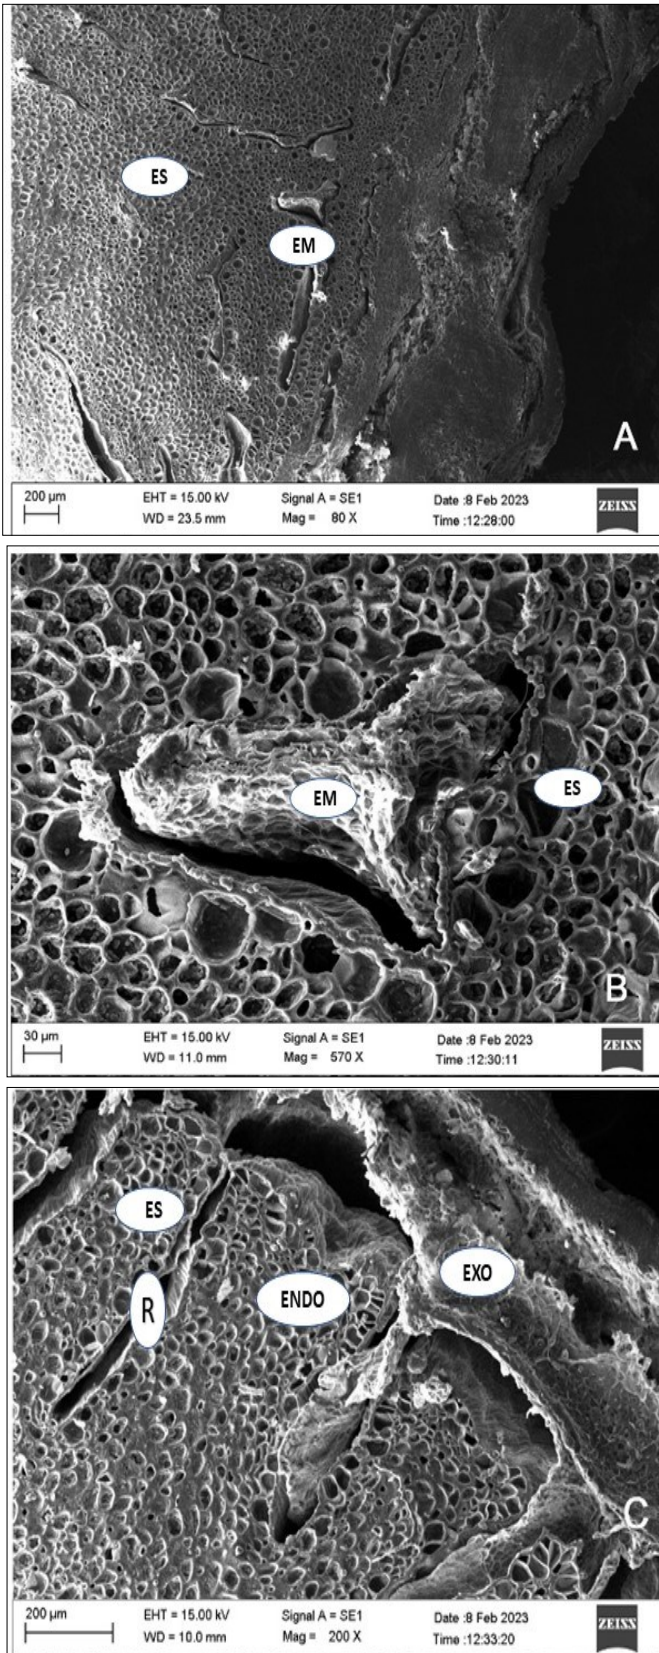 ES
EM
A
200 µm EHT = 15.00 kV Signal A = SE1 Date :8 Feb 2023 ZEISS
WD = 23.5 mm Mag = 80 X Time :12:28:00
EM
ES
B
30 µm EHT = 15.00 kV Signal A = SE1 Date :8 Feb 2023 ZEISS
WD = 11.0 mm Mag = 570 X Time :12:30:11
ES
EXO
R ENDO
C
200 µm EHT = 15.00 kV Signal A = SE1 Date :8 Feb 2023 ZEISS
WD = 10.0 mm Mag = 200 X Time :12:33:20